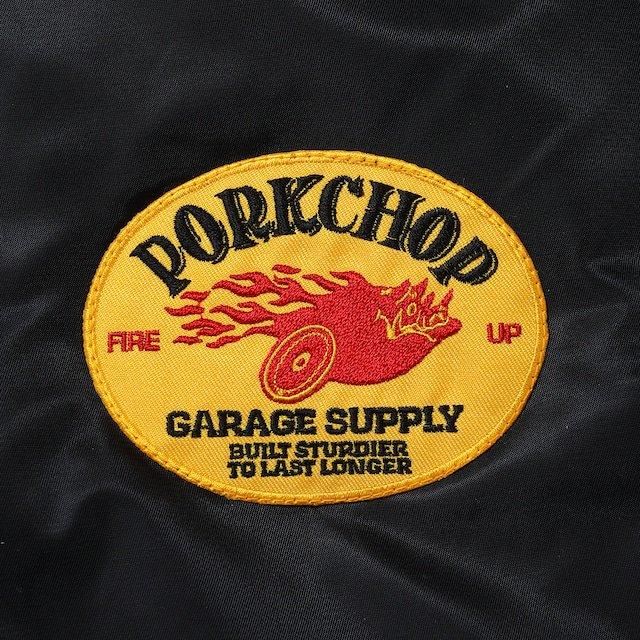 PORKCHOP
FIRE UP
GARAGE SUPPLY
BUILT STURDIER
TO LAST LONGER